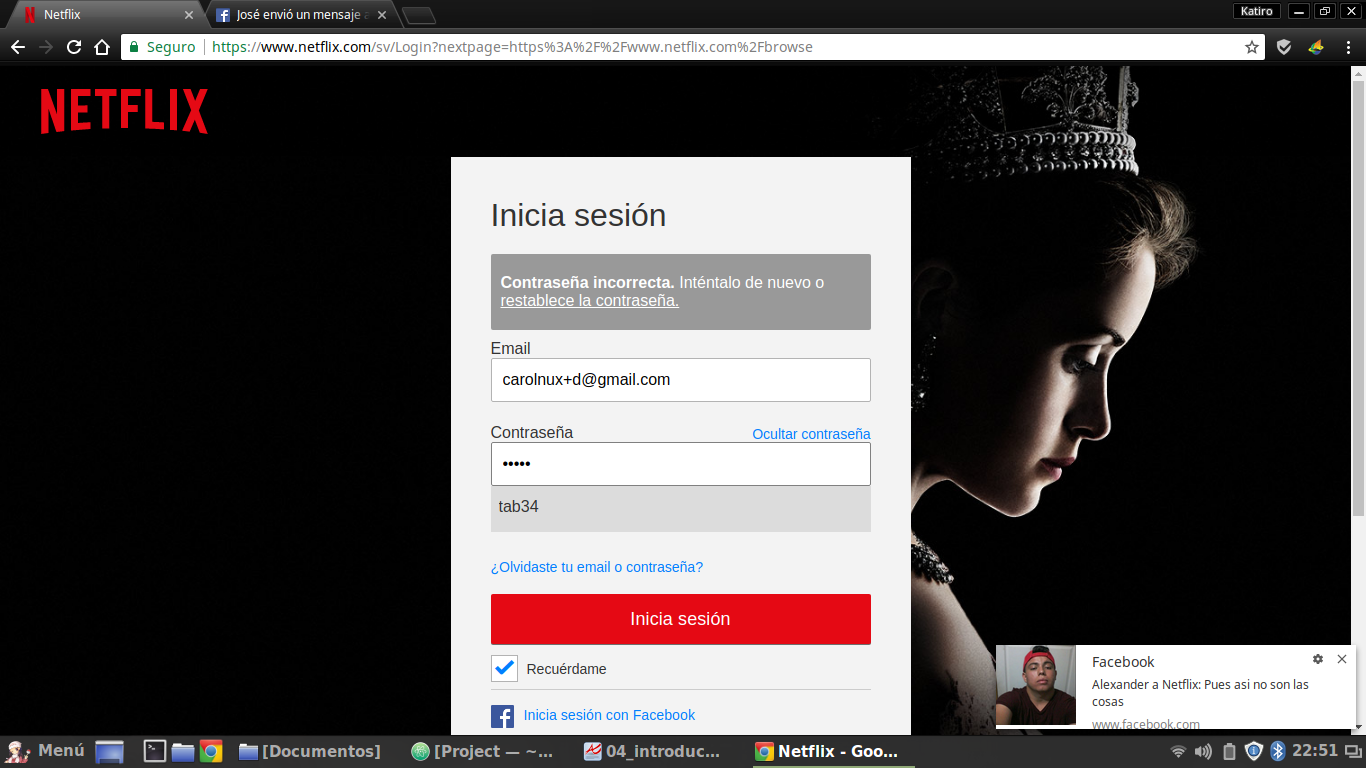 Netflix
José envió un mensaje a
Katiro
Seguro
https://www.netflix.com/sv/Login?nextpage=https%3A%2F%2Fwww.netflix.com%2Fbrowse
NETFLIX
Inicia sesión
Contraseña incorrecta. Inténtalo de nuevo o
restablece la contraseña.
Email
carolnux+d@gmail.com
Contraseña
Ocultar contraseña
•••••
tab34
¿Olvidaste tu email o contraseña?
Inicia sesión
Recuérdame
Inicia sesión con Facebook
Facebook
Alexander a Netflix: Pues asi no son las
cosas
www.facebook.com
Menú
[Documentos]
[Project — ~...
04_introduc...
Netflix - Goo...
22:51